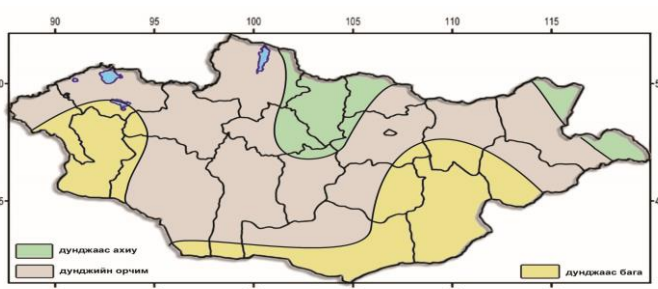 90 95 100 105 110 115
дунджаас ахиу
дунджийн орчим
дунджаас бага